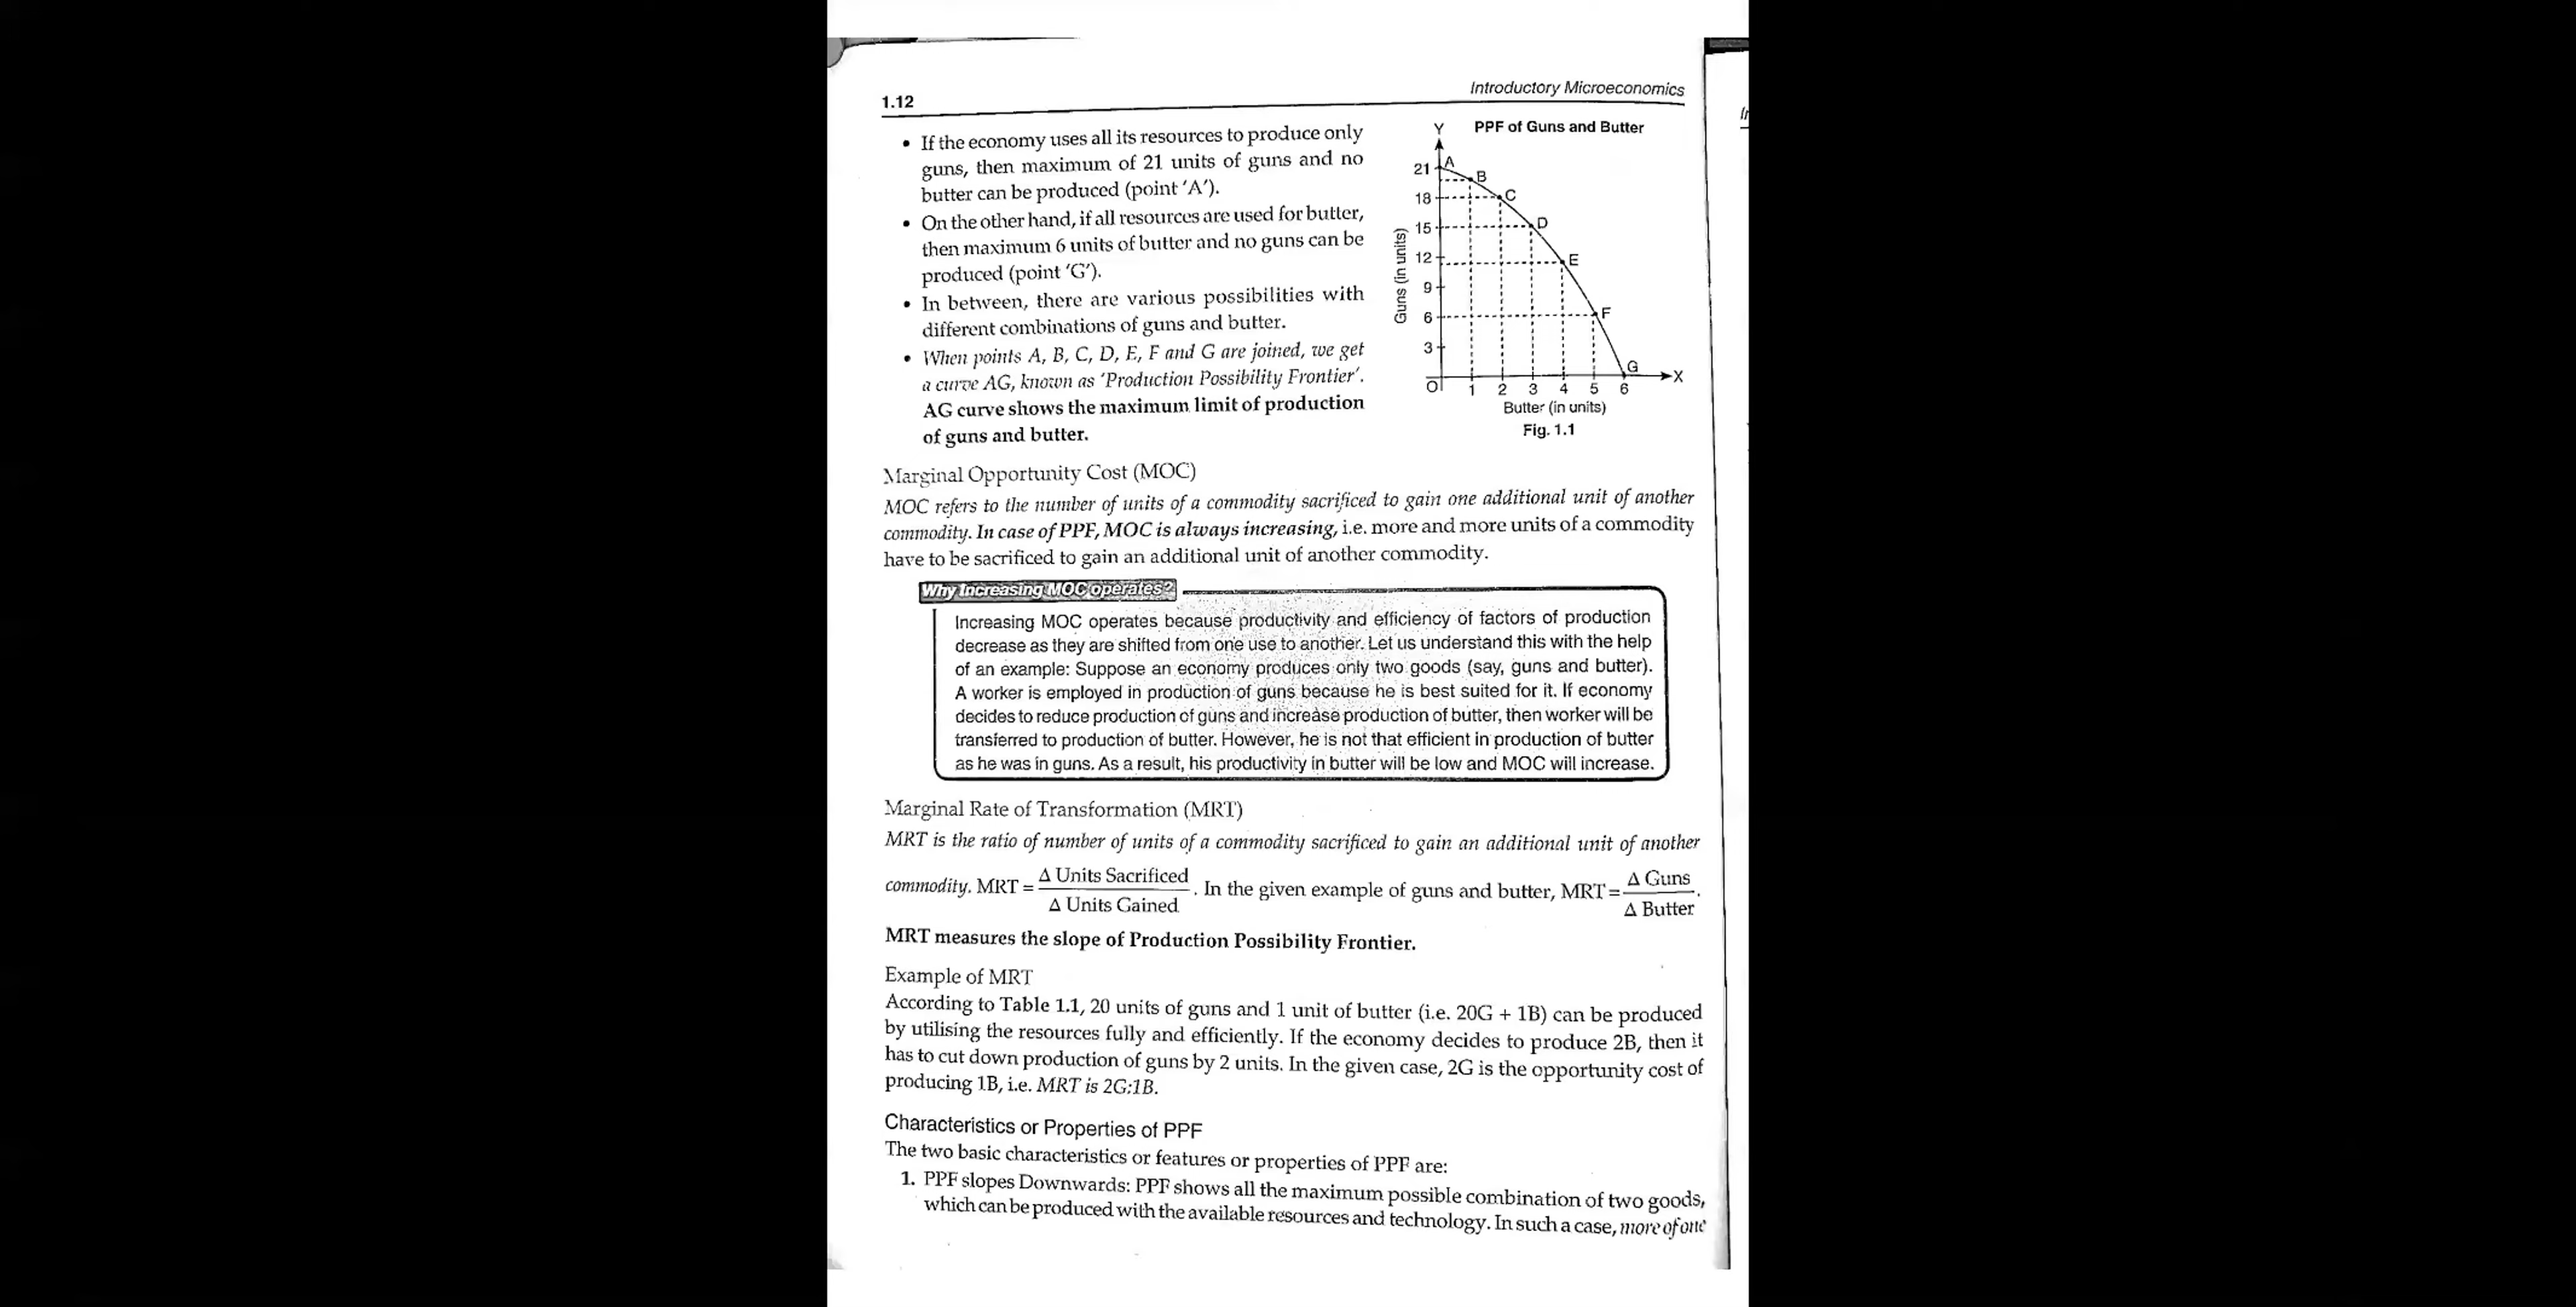 1.12
Introductory Microeconomics
• If the economy uses all its resources to produce only
guns, then maximum of 21 units of guns and no
butter can be produced (point 'A').
• On the other hand, if all resources are used for butter,
then maximum 6 units of butter and no guns can be
produced (point 'G').
• In between, there are various possibilities with
different combinations of guns and butter.
• When points A, B, C, D, E, F and G are joined, we get
a curve AG, known as 'Production Possibility Frontier'.
AG curve shows the maximum limit of production
of guns and butter.
Y
PPF of Guns and Butter
21
A
B
18
C
15
D
12
E
9
6
F
3
G
O
1 2 3 4 5 6
X
Guns (in units)
Butter (in units)
Fig. 1.1
Marginal Opportunity Cost (MOC)
MOC refers to the number of units of a commodity sacrificed to gain one additional unit of another
commodity. In case of PPF, MOC is always increasing, i.e. more and more units of a commodity
have to be sacrificed to gain an additional unit of another commodity.
Why Increasing MOC operates?
Increasing MOC operates because productivity and efficiency of factors of production
decrease as they are shifted from one use to another. Let us understand this with the help
of an example: Suppose an economy produces only two goods (say, guns and butter).
A worker is employed in production of guns because he is best suited for it. If economy
decides to reduce production of guns and increase production of butter, then worker will be
transferred to production of butter. However, he is not that efficient in production of butter
as he was in guns. As a result, his productivity in butter will be low and MOC will increase.
Marginal Rate of Transformation (MRT)
MRT is the ratio of number of units of a commodity sacrificed to gain an additional unit of another
commodity. MRT = Δ Units Sacrificed / Δ Units Gained. In the given example of guns and butter, MRT = Δ Guns / Δ Butter.
MRT measures the slope of Production Possibility Frontier.
Example of MRT
According to Table 1.1, 20 units of guns and 1 unit of butter (i.e. 20G + 1B) can be produced
by utilising the resources fully and efficiently. If the economy decides to produce 2B, then it
has to cut down production of guns by 2 units. In the given case, 2G is the opportunity cost of
producing 1B, i.e. MRT is 2G:1B.
Characteristics or Properties of PPF
The two basic characteristics or features or properties of PPF are:
1. PPF slopes Downwards: PPF shows all the maximum possible combination of two goods,
which can be produced with the available resources and technology. In such a case, more of one